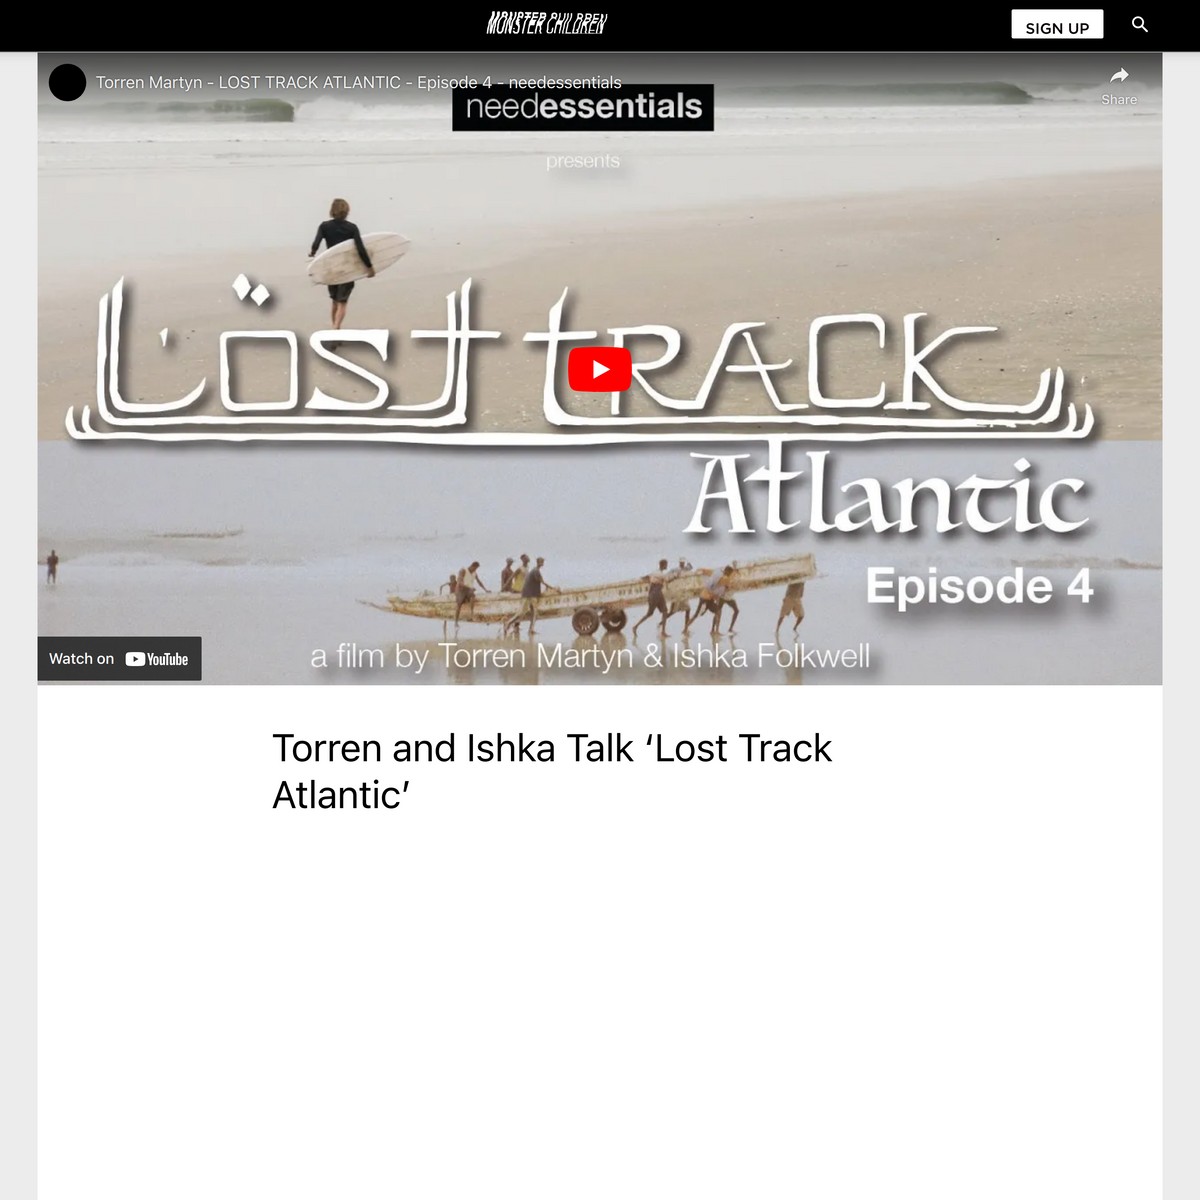 MONSTER CHILDREN
SIGN UP
Torren Martyn - LOST TRACK ATLANTIC - Episode 4 - needessentials
Share
needessentials
presents
Löst track
Atlantic
Episode 4
a film by Torren Martyn & Ishka Folkwell
Watch on YouTube
Torren and Ishka Talk ‘Lost Track
Atlantic’